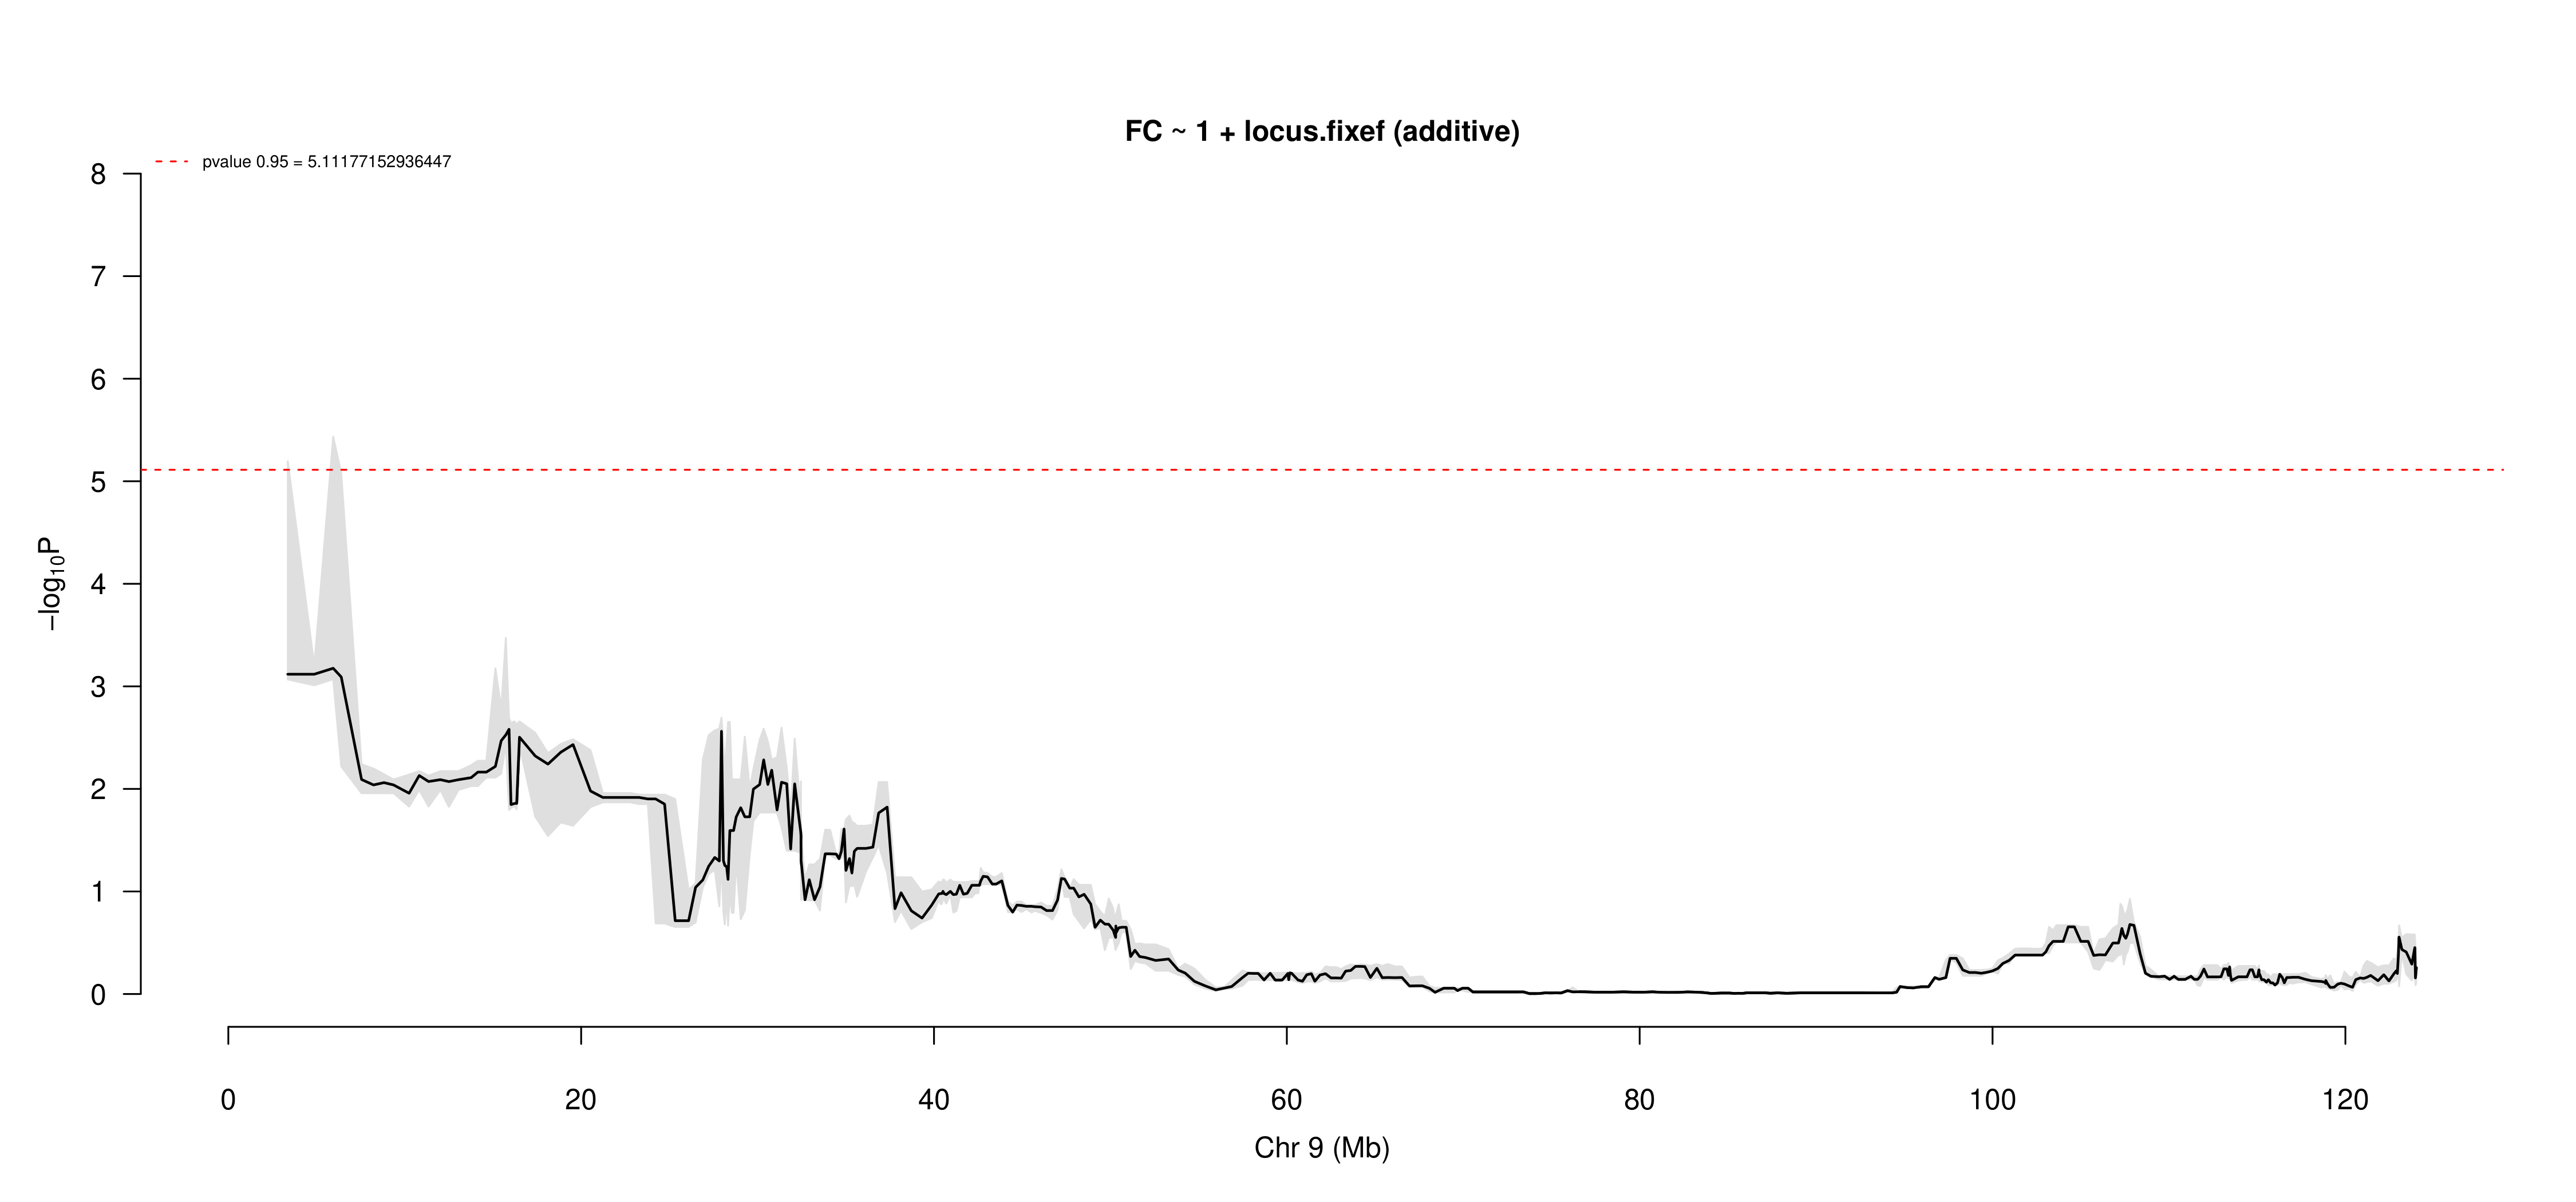 FC ~ 1 + locus.fixef (additive)
pvalue 0.95 = 5.11177152936447
8
7
6
5
4
3
2
1
0
−log10P
0 20 40 60 80 100 120
Chr 9 (Mb)